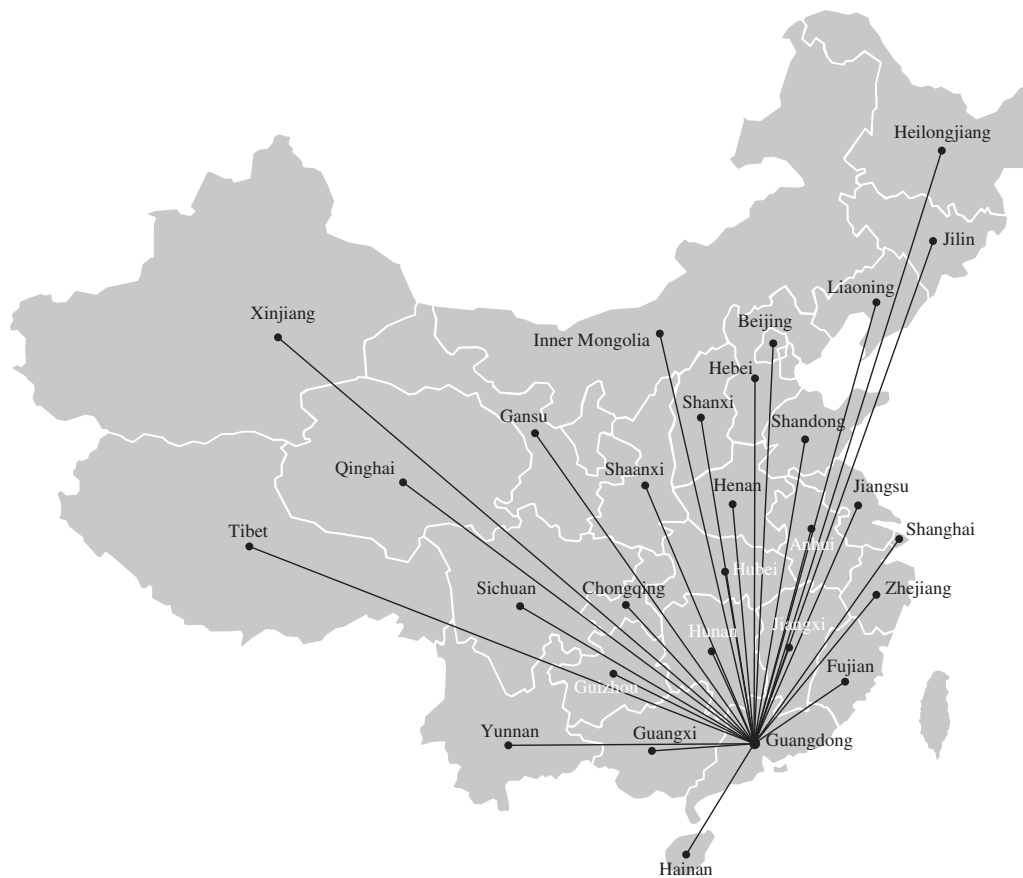 Heilongjiang
Jilin
Liaoning
Xinjiang
Beijing
Inner Mongolia
Hebei
Shanxi
Gansu
Shandong
Qinghai
Shaanxi
Henan
Jiangsu
Tibet
Shanghai
Anhui
Hubei
Sichuan
Chongqing
Zhejiang
Hunan
Jiangxi
Fujian
Guizhou
Yunnan
Guangxi
Guangdong
Hainan